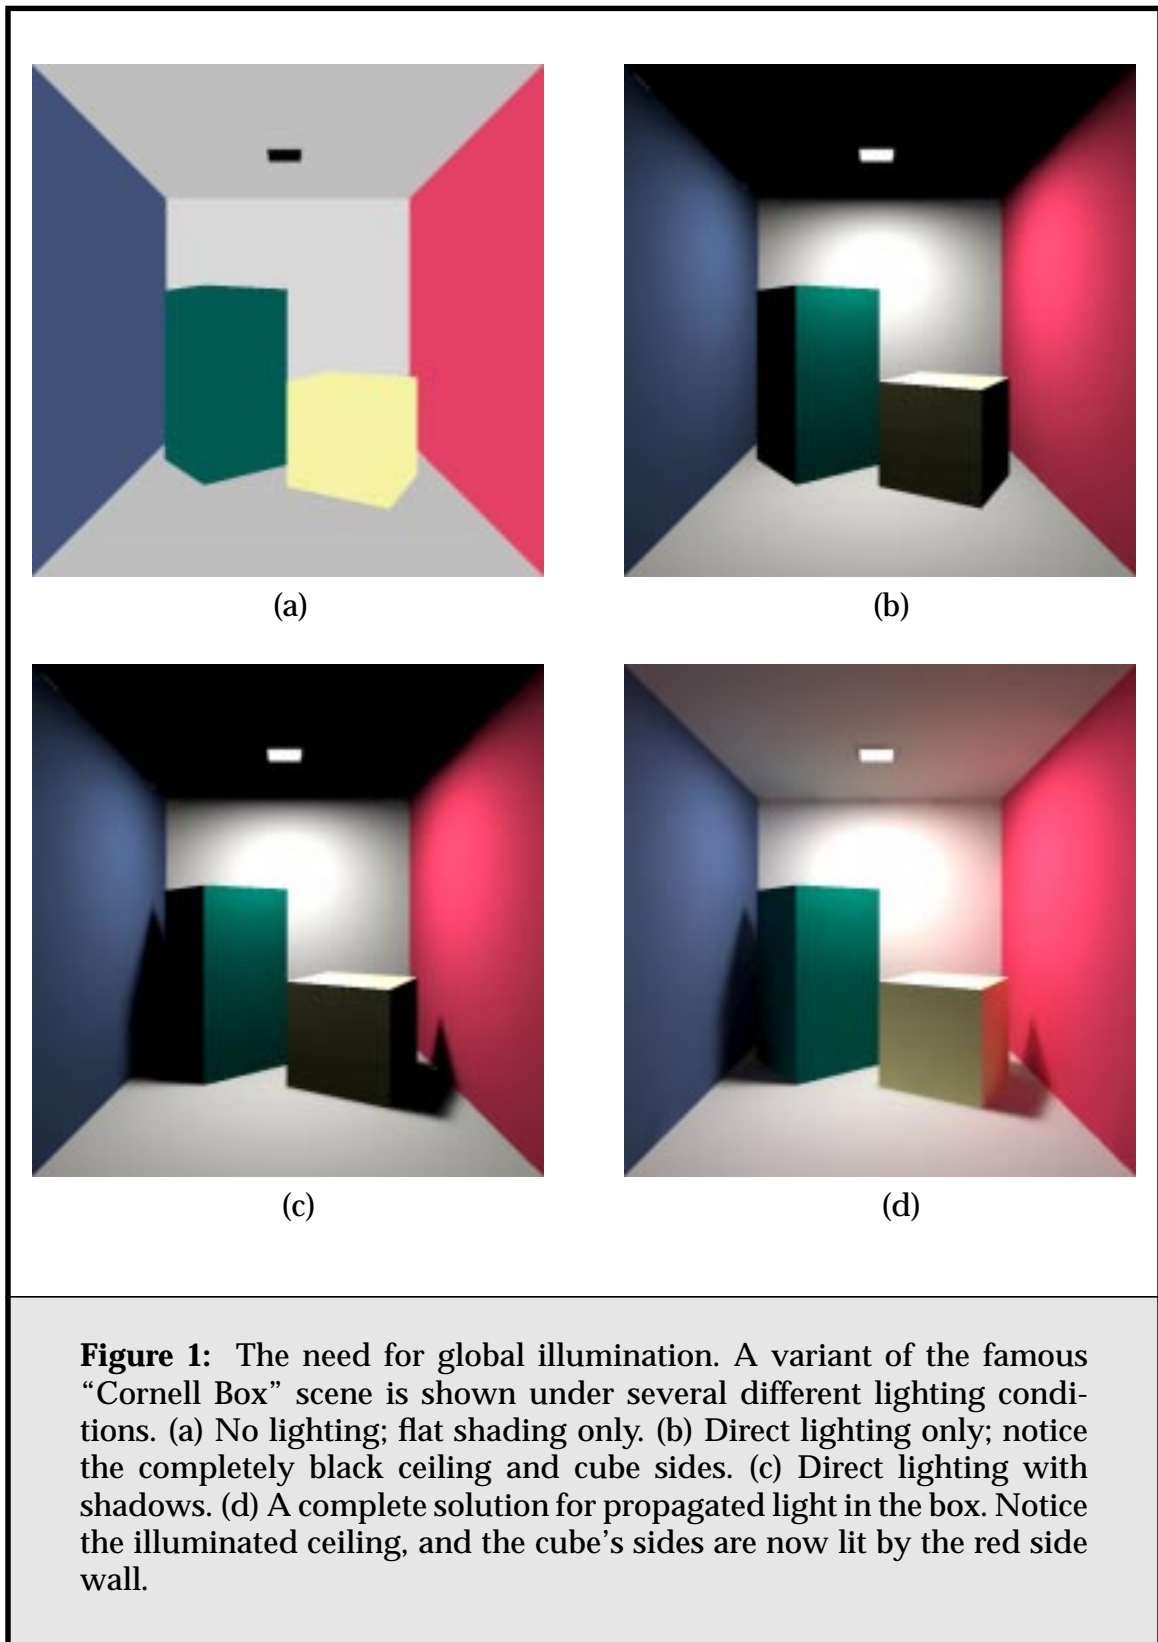 (a)
(b)
(c)
(d)
Figure 1: The need for global illumination. A variant of the famous
“Cornell Box” scene is shown under several different lighting condi-
tions. (a) No lighting; flat shading only. (b) Direct lighting only; notice
the completely black ceiling and cube sides. (c) Direct lighting with
shadows. (d) A complete solution for propagated light in the box. Notice
the illuminated ceiling, and the cube’s sides are now lit by the red side
wall.